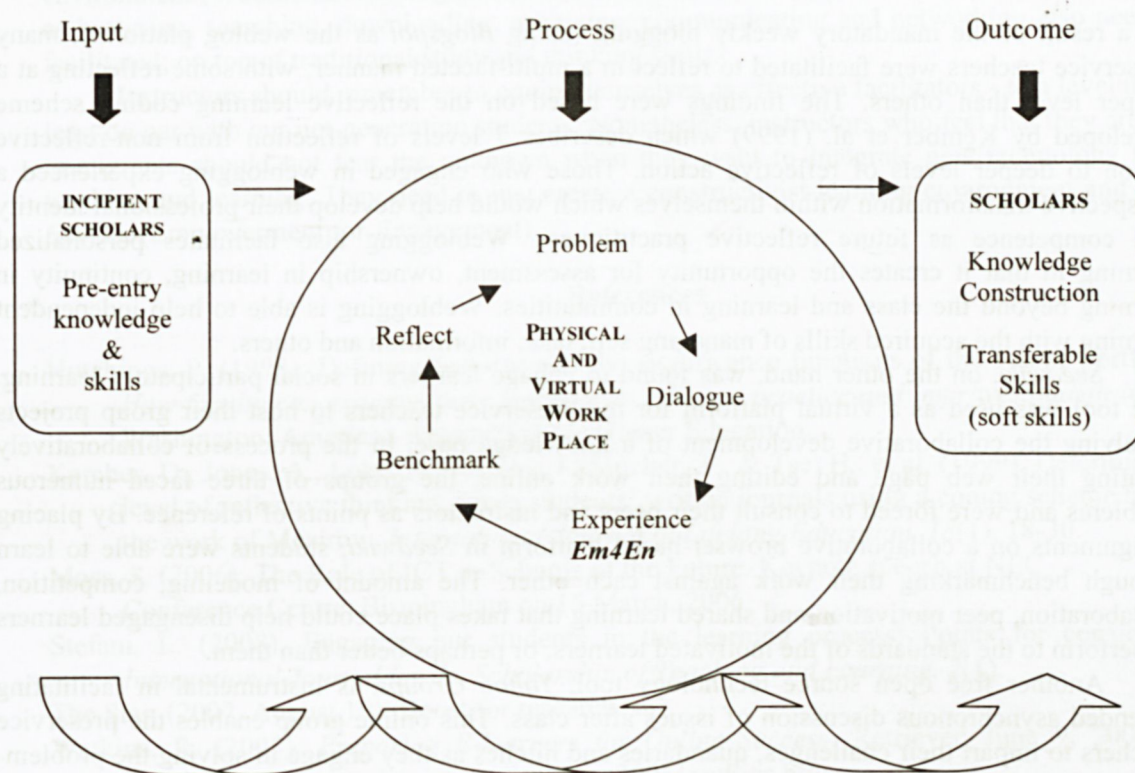 Input
Process
Outcome
INCIPIENT
SCHOLARS
Pre-entry
knowledge
&
skills
Problem
Reflect
PHYSICAL
AND
VIRTUAL
WORK
PLACE
Dialogue
Benchmark
Experience
Em4En
SCHOLARS
Knowledge
Construction
Transferable
Skills
(soft skills)